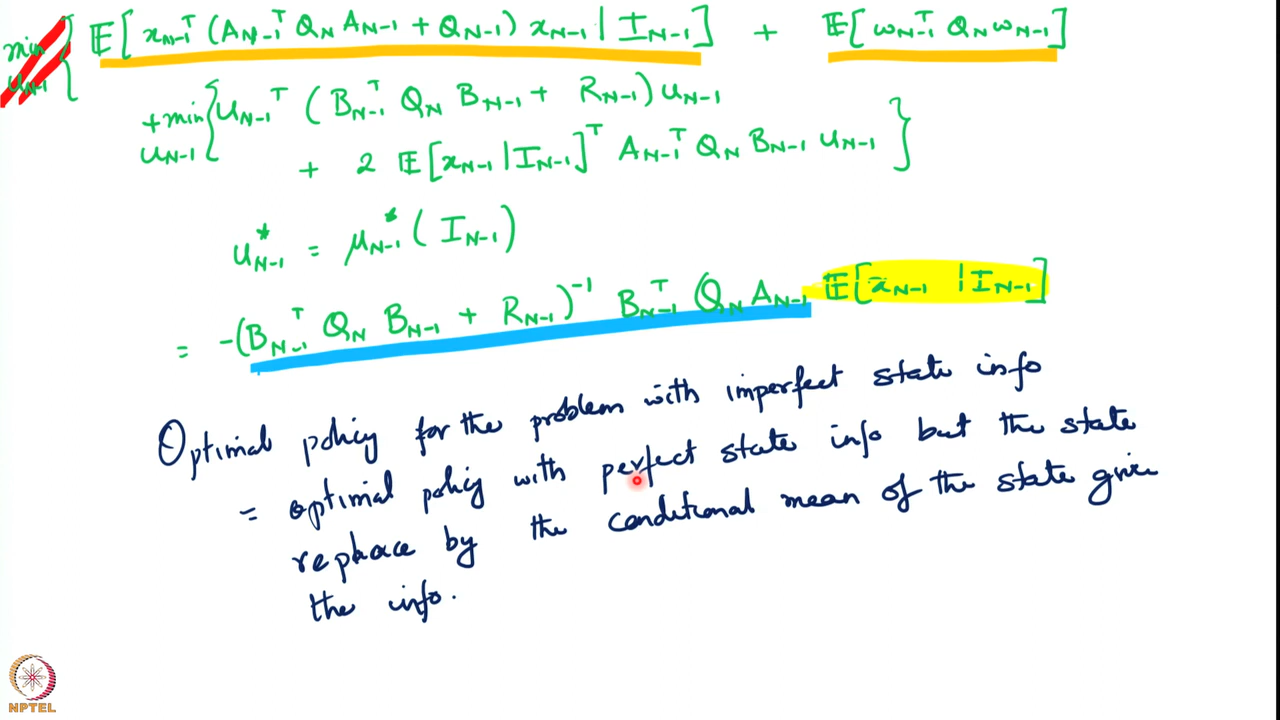 min { E[ x_{N-1}^T (A_{N-1}^T Q_N A_{N-1} + Q_{N-1}) x_{N-1} | I_{N-1} ] + E[ w_{N-1}^T Q_N w_{N-1} ]
u_{N-1}
+ min { u_{N-1}^T ( B_{N-1}^T Q_N B_{N-1} + R_{N-1} ) u_{N-1}
u_{N-1}
+ 2 E[ x_{N-1} | I_{N-1} ]^T A_{N-1}^T Q_N B_{N-1} u_{N-1} }
u_{N-1}^* = μ_{N-1}^* ( I_{N-1} )
= -( B_{N-1}^T Q_N B_{N-1} + R_{N-1} )^{-1} B_{N-1}^T ( Q_N A_{N-1} E[ x_{N-1} | I_{N-1} ]
Optimal policy for the problem with imperfect state info
= optimal policy with perfect state info but the state
replace by the conditional mean of the state given
the info.
NPTEL